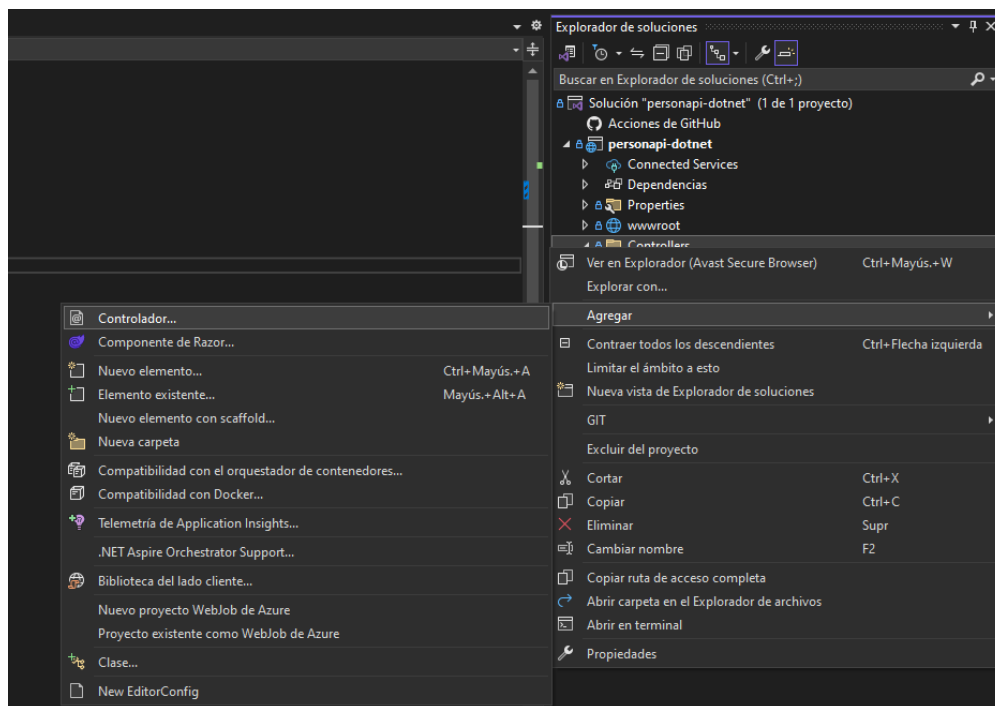 Explorador de soluciones
Buscar en Explorador de soluciones (Ctrl+;)
Solución "personapi-dotnet" (1 de 1 proyecto)
Acciones de GitHub
personapi-dotnet
Connected Services
Dependencias
Properties
wwwroot
Controllers
Ver en Explorador (Avast Secure Browser) Ctrl+Mayús.+W
Explorar con...
Agregar
Contraer todos los descendientes Ctrl+Flecha izquierda
Limitar el ámbito a esto
Nueva vista de Explorador de soluciones
GIT
Excluir del proyecto
Cortar Ctrl+X
Copiar Ctrl+C
Eliminar Supr
Cambiar nombre F2
Copiar ruta de acceso completa
Abrir carpeta en el Explorador de archivos
Abrir en terminal
Propiedades
Controlador...
Componente de Razor...
Nuevo elemento... Ctrl+Mayús.+A
Elemento existente... Mayús.+Alt+A
Nuevo elemento con scaffold...
Nueva carpeta
Compatibilidad con el orquestador de contenedores...
Compatibilidad con Docker...
Telemetría de Application Insights...
.NET Aspire Orchestrator Support...
Biblioteca del lado cliente...
Nuevo proyecto WebJob de Azure
Proyecto existente como WebJob de Azure
Clase...
New EditorConfig